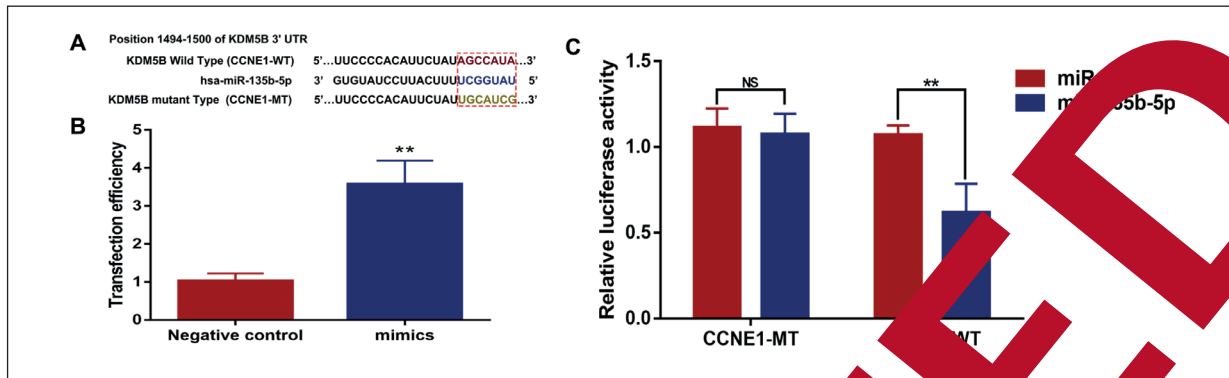 A
Position 1494-1500 of KDM5B 3' UTR
KDM5B Wild Type (CCNE1-WT) 5'...UUCCCCACAUUCUAUAGCCAUA...3'
hsa-miR-135b-5p 3' GUGUAUCCUUACUUUUCGGUAU 5'
KDM5B mutant Type (CCNE1-MT) 5'...UUCCCCACAUUCUAUUGCAUCG...3'
B
Transfection efficiency
5
4
3
2
1
0
**
Negative control
mimics
C
Relative luciferase activity
1.5
1.0
0.5
0.0
NS
**
CCNE1-MT